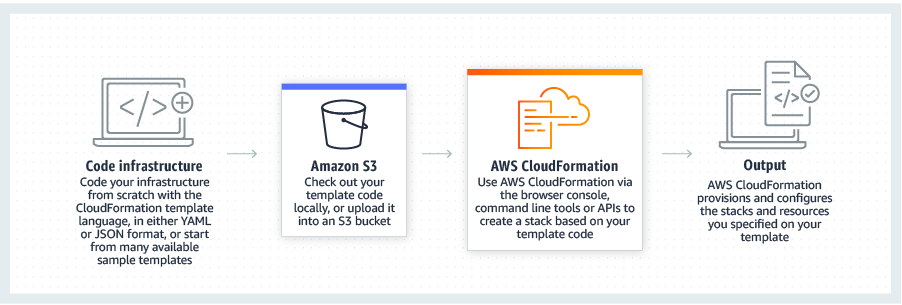 </>
Code infrastructure
Code your infrastructure
from scratch with the
CloudFormation template
language, in either YAML
or JSON format, or start
from many available
sample templates
Amazon S3
Check out your
template code
locally, or upload it
into an S3 bucket
AWS CloudFormation
Use AWS CloudFormation via
the browser console,
command line tools or APIs to
create a stack based on your
template code
</>
Output
AWS CloudFormation
provisions and configures
the stacks and resources
you specified on your
template